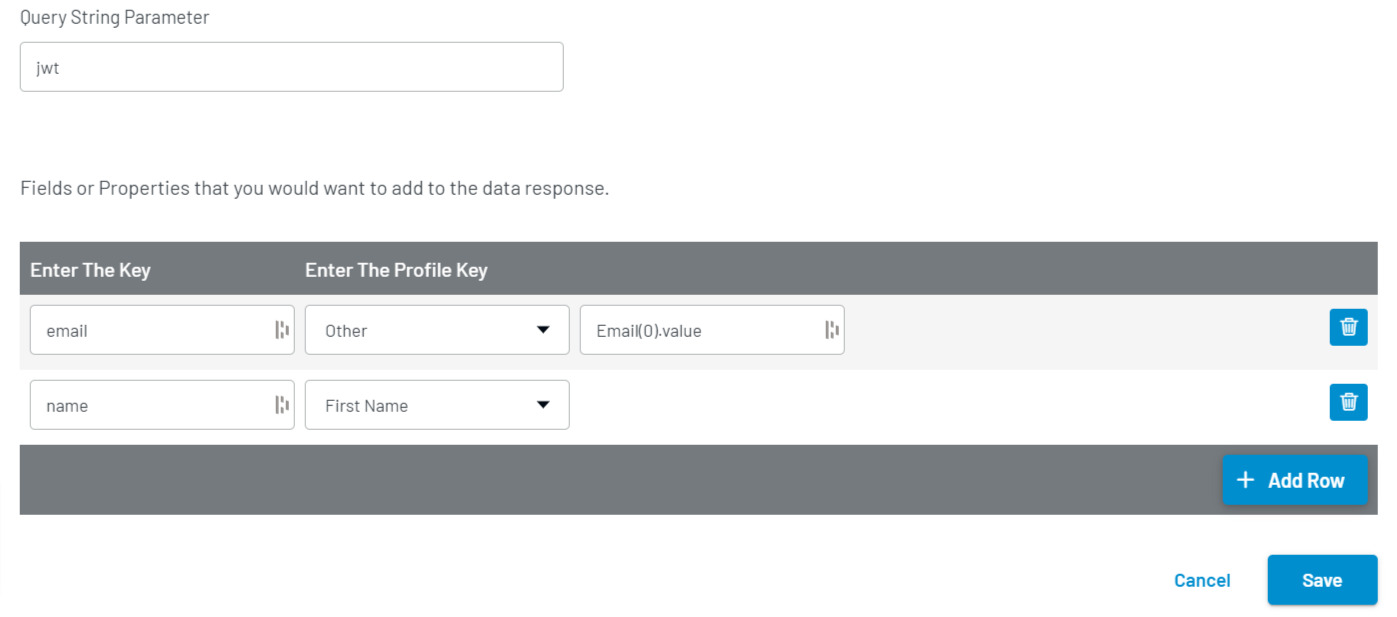 Query String Parameter
jwt
Fields or Properties that you would want to add to the data response.
Enter The Key Enter The Profile Key
email Other Email(0).value
name First Name
+ Add Row
Cancel Save